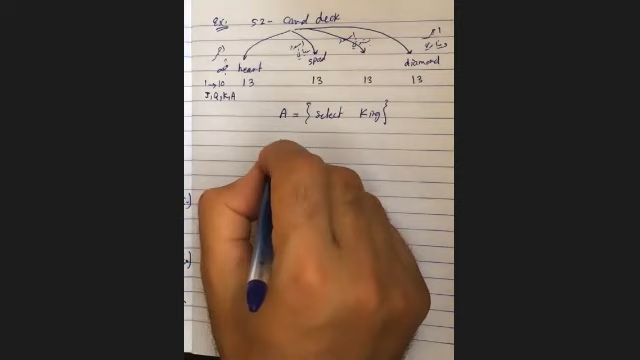 Ex: 52- card deck
heart spad diamond
1 → 10 13 13 13 13
J, Q, K, A
A = { select King }